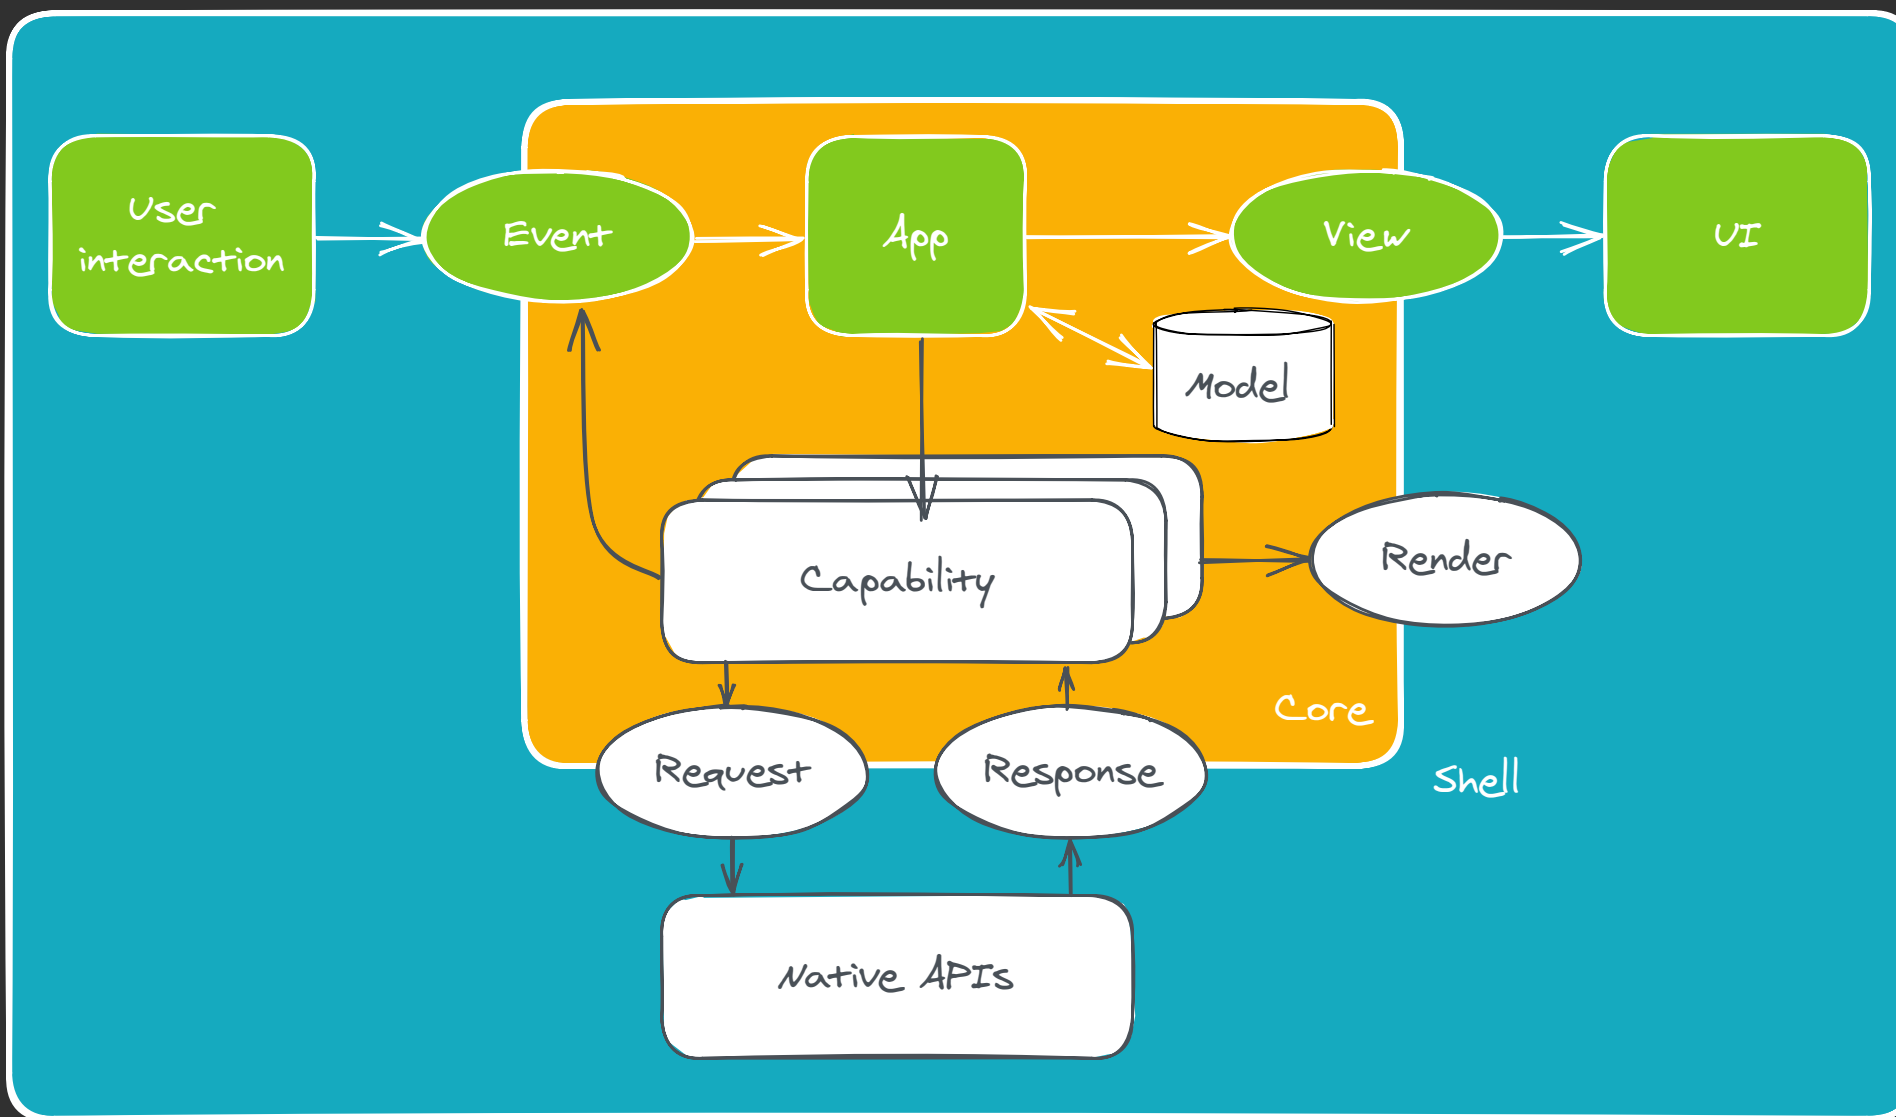 User
interaction
Event
App
View
UI
Model
Capability
Render
Core
Request
Response
Shell
Native APIs